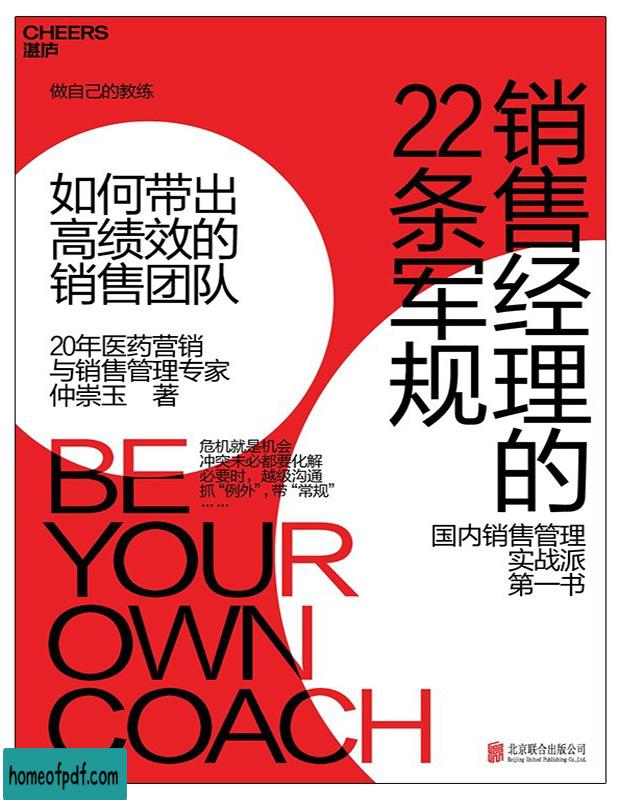 CHEERS
湛庐
做自己的教练
销售经理的
22条军规
如何带出
高绩效的
销售团队
20年医药营销
与销售管理专家
仲崇玉 著
危机就是机会
冲突未必都要化解
必要时，越级沟通
抓“例外”，带“常规”
……
BE
YOUR
OWN
COACH
国内销售管理
实战派
第一书
北京联合出版公司
Beijing United Publishing Co.,Ltd.
homeofpdf.com